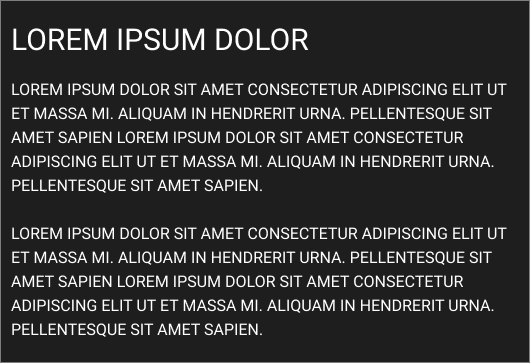 LOREM IPSUM DOLOR
LOREM IPSUM DOLOR SIT AMET CONSECTETUR ADIPISCING ELIT UT
ET MASSA MI. ALIQUAM IN HENDRERIT URNA. PELLENTESQUE SIT
AMET SAPIEN LOREM IPSUM DOLOR SIT AMET CONSECTETUR
ADIPISCING ELIT UT ET MASSA MI. ALIQUAM IN HENDRERIT URNA.
PELLENTESQUE SIT AMET SAPIEN.
LOREM IPSUM DOLOR SIT AMET CONSECTETUR ADIPISCING ELIT UT
ET MASSA MI. ALIQUAM IN HENDRERIT URNA. PELLENTESQUE SIT
AMET SAPIEN LOREM IPSUM DOLOR SIT AMET CONSECTETUR
ADIPISCING ELIT UT ET MASSA MI. ALIQUAM IN HENDRERIT URNA.
PELLENTESQUE SIT AMET SAPIEN.